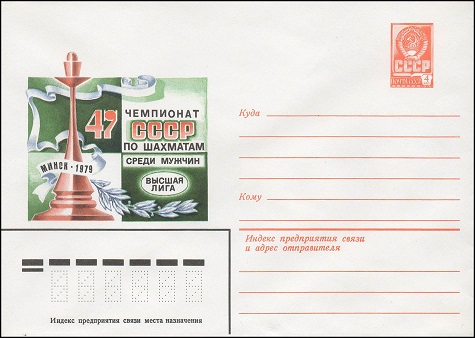 47
ЧЕМПИОНАТ
СССР
ПО ШАХМАТАМ
СРЕДИ МУЖЧИН
ВЫСШАЯ
ЛИГА
МИНСК • 1979
СССР
4
Куда
Кому
Индекс предприятия связи
и адрес отправителя
Индекс предприятия связи места назначения